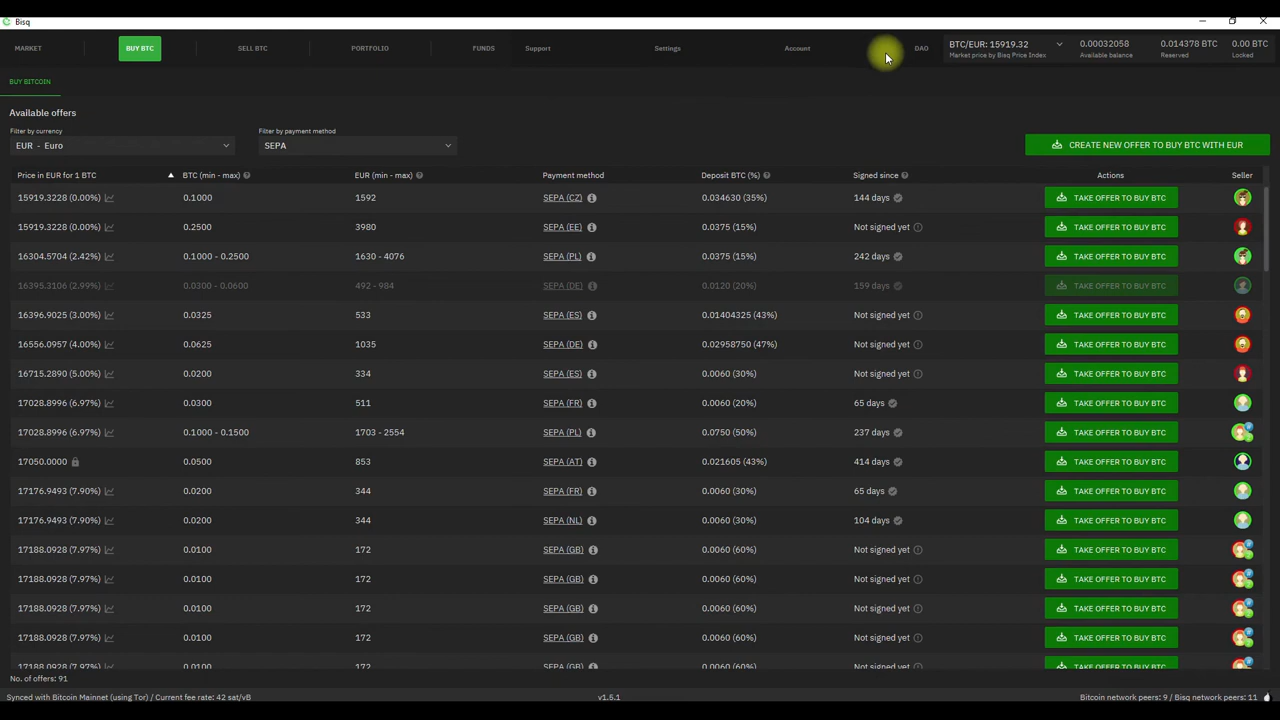 Bisq
MARKET
BUY BTC
SELL BTC
PORTFOLIO
FUNDS
Support
Settings
Account
DAO
BTC/EUR: 15919.32
Market price by Bisq Price Index
0.00032058
Available balance
0.014378 BTC
Reserved
0.00 BTC
Locked
BUY BITCOIN
Available offers
Filter by currency
EUR - Euro
Filter by payment method
SEPA
CREATE NEW OFFER TO BUY BTC WITH EUR
Price in EUR for 1 BTC BTC (min - max) EUR (min - max) Payment method Deposit BTC (%) Signed since Actions Seller
15919.3228 (0.00%) 0.1000 1592 SEPA (CZ) 0.034630 (35%) 144 days TAKE OFFER TO BUY BTC
15919.3228 (0.00%) 0.2500 3980 SEPA (EE) 0.0375 (15%) Not signed yet TAKE OFFER TO BUY BTC
16304.5704 (2.42%) 0.1000 - 0.2500 1630 - 4076 SEPA (PL) 0.0375 (15%) 242 days TAKE OFFER TO BUY BTC
16395.3106 (2.99%) 0.0300 - 0.0600 492 - 984 SEPA (DE) 0.0120 (20%) 159 days TAKE OFFER TO BUY BTC
16396.9025 (3.00%) 0.0325 533 SEPA (ES) 0.01404325 (43%) Not signed yet TAKE OFFER TO BUY BTC
16556.0957 (4.00%) 0.0625 1035 SEPA (DE) 0.02958750 (47%) Not signed yet TAKE OFFER TO BUY BTC
16715.2890 (5.00%) 0.0200 334 SEPA (ES) 0.0060 (30%) Not signed yet TAKE OFFER TO BUY BTC
17028.8996 (6.97%) 0.0300 511 SEPA (FR) 0.0060 (20%) 65 days TAKE OFFER TO BUY BTC
17028.8996 (6.97%) 0.1000 - 0.1500 1703 - 2554 SEPA (PL) 0.0750 (50%) 237 days TAKE OFFER TO BUY BTC
17050.0000 0.0500 853 SEPA (AT) 0.021605 (43%) 414 days TAKE OFFER TO BUY BTC
17176.9493 (7.90%) 0.0200 344 SEPA (FR) 0.0060 (30%) 65 days TAKE OFFER TO BUY BTC
17176.9493 (7.90%) 0.0200 344 SEPA (NL) 0.0060 (30%) 104 days TAKE OFFER TO BUY BTC
17188.0928 (7.97%) 0.0100 172 SEPA (GB) 0.0060 (60%) Not signed yet TAKE OFFER TO BUY BTC
17188.0928 (7.97%) 0.0100 172 SEPA (GB) 0.0060 (60%) Not signed yet TAKE OFFER TO BUY BTC
17188.0928 (7.97%) 0.0100 172 SEPA (GB) 0.0060 (60%) Not signed yet TAKE OFFER TO BUY BTC
17188.0928 (7.97%) 0.0100 172 SEPA (GB) 0.0060 (60%) Not signed yet TAKE OFFER TO BUY BTC
17188.0928 (7.97%) 0.0100 172 SEPA (GB) 0.0060 (60%) Not signed yet TAKE OFFER TO BUY BTC
No. of offers: 91
Synced with Bitcoin Mainnet (using Tor) / Current fee rate: 42 sat/vB
v1.5.1
Bitcoin network peers: 9 / Bisq network peers: 11